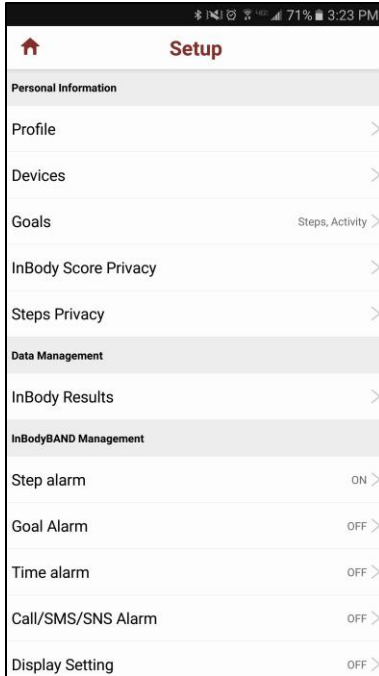 71% 3:23 PM
Setup
Personal Information
Profile
Devices
Goals Steps, Activity
InBody Score Privacy
Steps Privacy
Data Management
InBody Results
InBodyBAND Management
Step alarm ON
Goal Alarm OFF
Time alarm OFF
Call/SMS/SNS Alarm OFF
Display Setting OFF